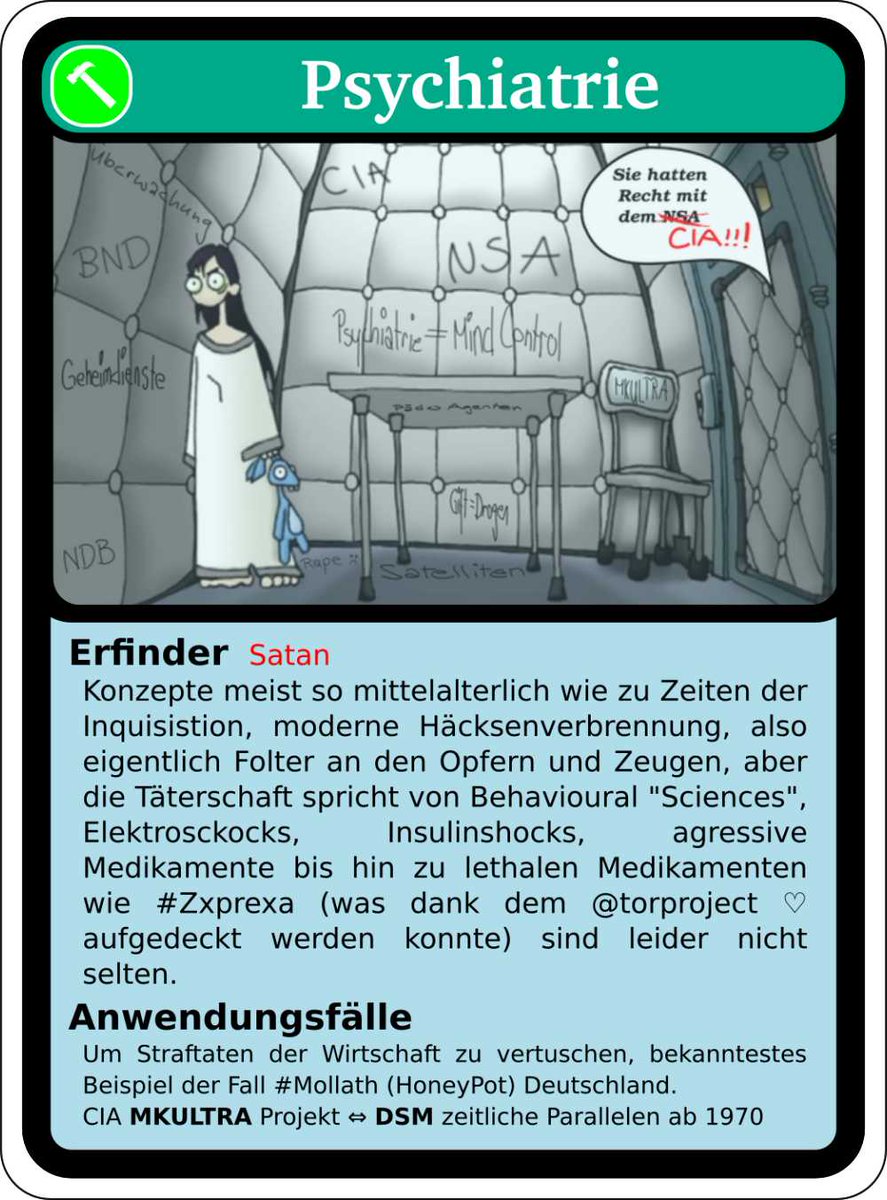 Psychiatrie
Überwachung
CIA
Sie hatten
Recht mit
dem NSA
CIA!!!
BND
NSA
Psychiatrie = Mind Control
Geheimdienste
MKULTRA
Psdo Agenten
Gift=Drogen
NDB
Rape :(
Satelliten
Erfinder Satan
Konzepte meist so mittelalterlich wie zu Zeiten der
Inquisistion, moderne Häcksenverbrennung, also
eigentlich Folter an den Opfern und Zeugen, aber
die Täterschaft spricht von Behavioural "Sciences",
Elektrosckocks, Insulinshocks, agressive
Medikamente bis hin zu lethalen Medikamenten
wie #Zxprexa (was dank dem @torproject ♡
aufgedeckt werden konnte) sind leider nicht
selten.
Anwendungsfälle
Um Straftaten der Wirtschaft zu vertuschen, bekanntestes
Beispiel der Fall #Mollath (HoneyPot) Deutschland.
CIA MKULTRA Projekt ⇔ DSM zeitliche Parallelen ab 1970